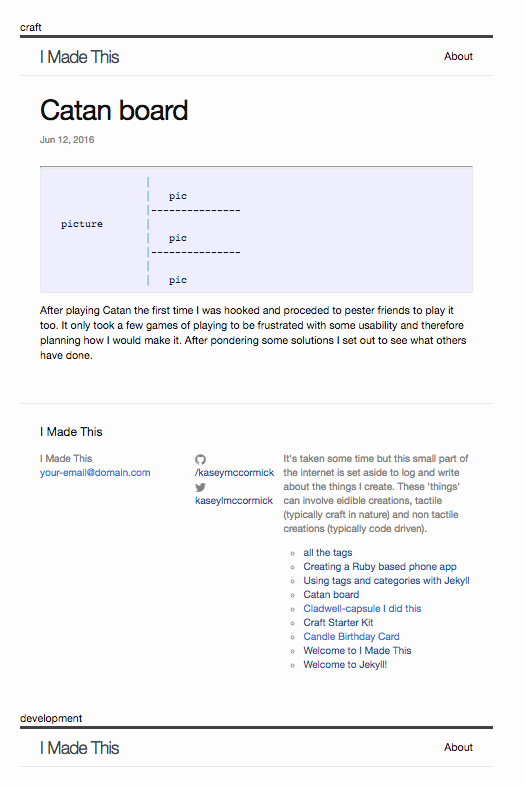 craft
I Made This
About
Catan board
Jun 12, 2016
|
| pic
|---------------
picture |
| pic
|---------------
|
| pic
After playing Catan the first time I was hooked and proceded to pester friends to play it
too. It only took a few games of playing to be frustrated with some usability and therefore
planning how I would make it. After pondering some solutions I set out to see what others
have done.
I Made This
I Made This
your-email@domain.com
/kaseymccormick
kaseylmccormick
It's taken some time but this small part of
the internet is set aside to log and write
about the things I create. These 'things'
can involve eidible creations, tactile
(typically craft in nature) and non tactile
creations (typically code driven).
all the tags
Creating a Ruby based phone app
Using tags and categories with Jekyll
Catan board
Cladwell-capsule I did this
Craft Starter Kit
Candle Birthday Card
Welcome to I Made This
Welcome to Jekyll!
development
I Made This
About